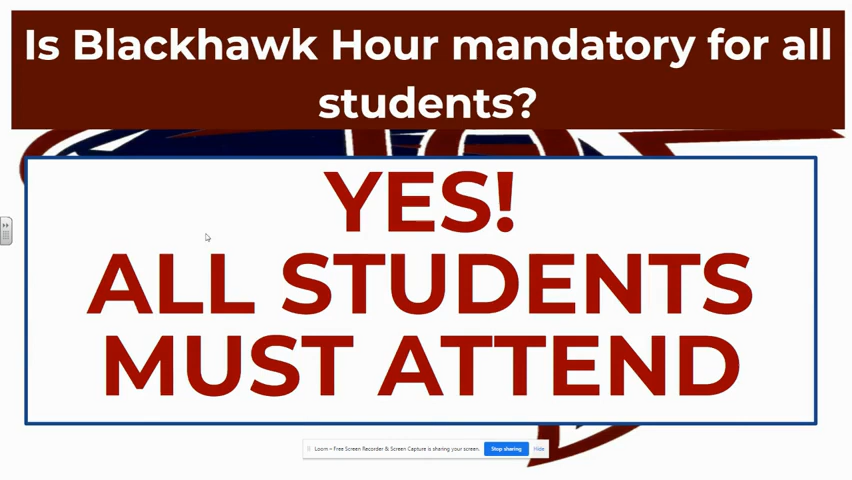 Is Blackhawk Hour mandatory for all
students?
YES!
ALL STUDENTS
MUST ATTEND
Loom – Free Screen Recorder & Screen Capture is sharing your screen. Stop sharing Hide